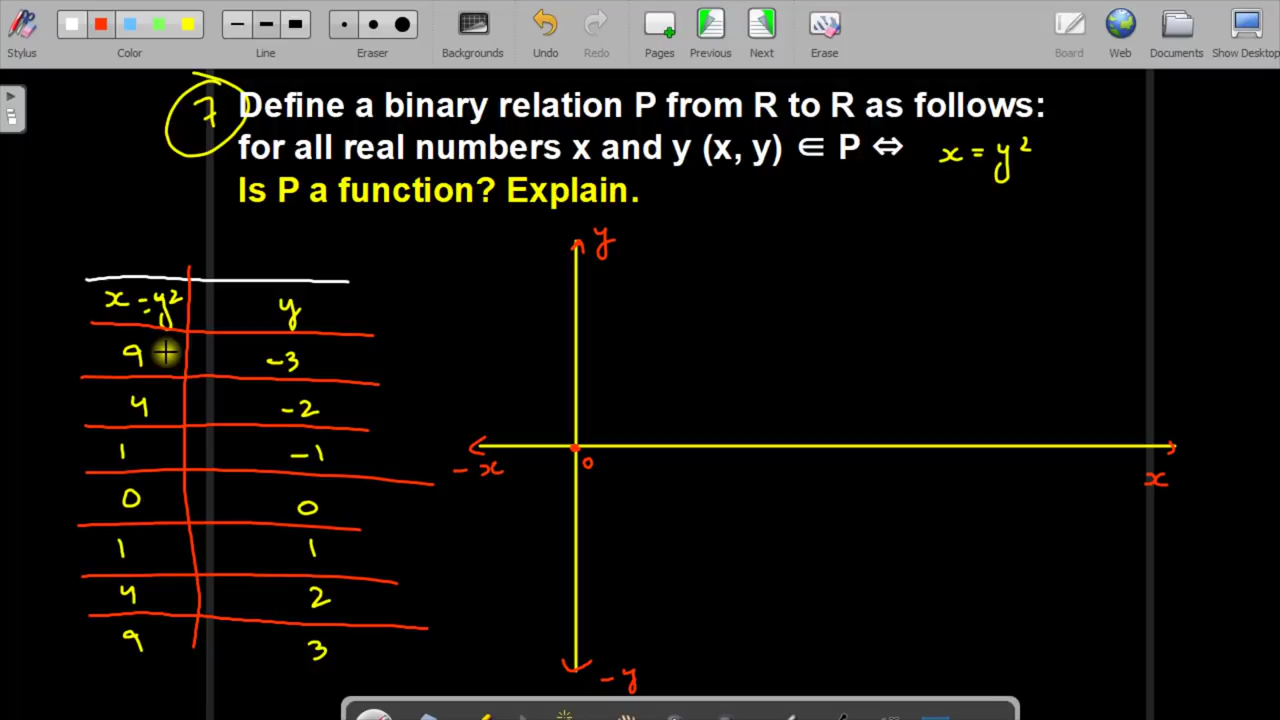 Stylus Color Line Eraser Backgrounds Undo Redo Pages Previous Next Erase Board Web Documents Show Desktop
7 Define a binary relation P from R to R as follows:
for all real numbers x and y (x, y) ∈ P ⇔ x = y²
Is P a function? Explain.
y
x = y² y
9 -3
4 -2
1 -1
-x 0 x
0 0
1 1
4 2
9 3
-y